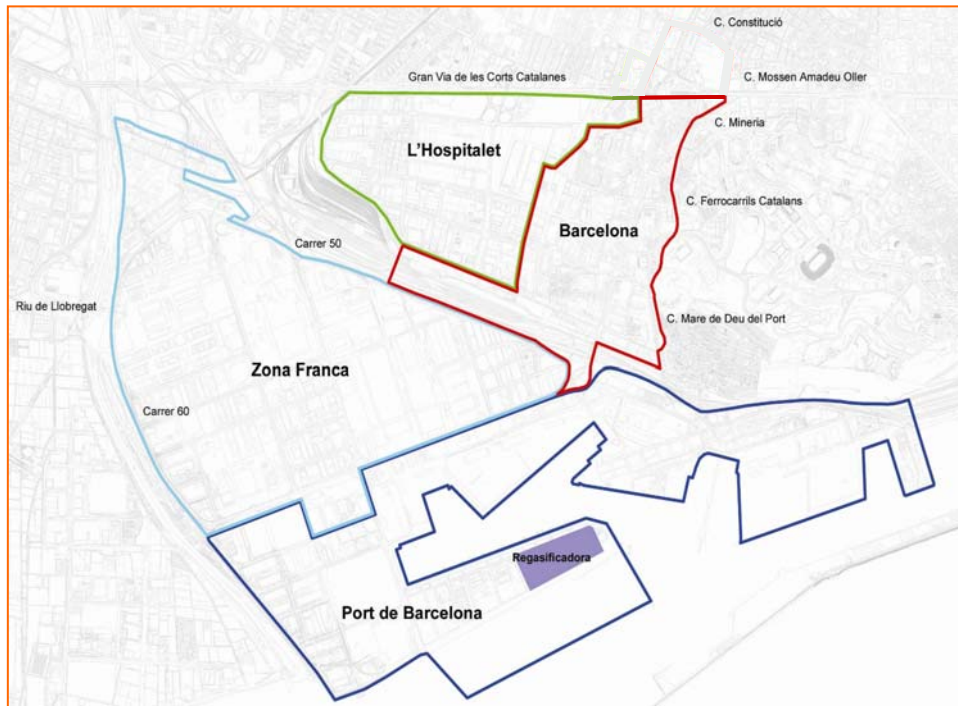 C. Constitució
Gran Via de les Corts Catalanes
C. Mossen Amadeu Oller
C. Mineria
L'Hospitalet
C. Ferrocarrils Catalans
Barcelona
Carrer 50
Riu de Llobregat
C. Mare de Deu del Port
Zona Franca
Carrer 60
Regasificadora
Port de Barcelona